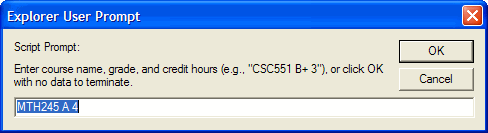 Explorer User Prompt
Script Prompt:
OK
Enter course name, grade, and credit hours (e.g., "CSC551 B+ 3"), or click OK
with no data to terminate.
Cancel
MTH245 A 4